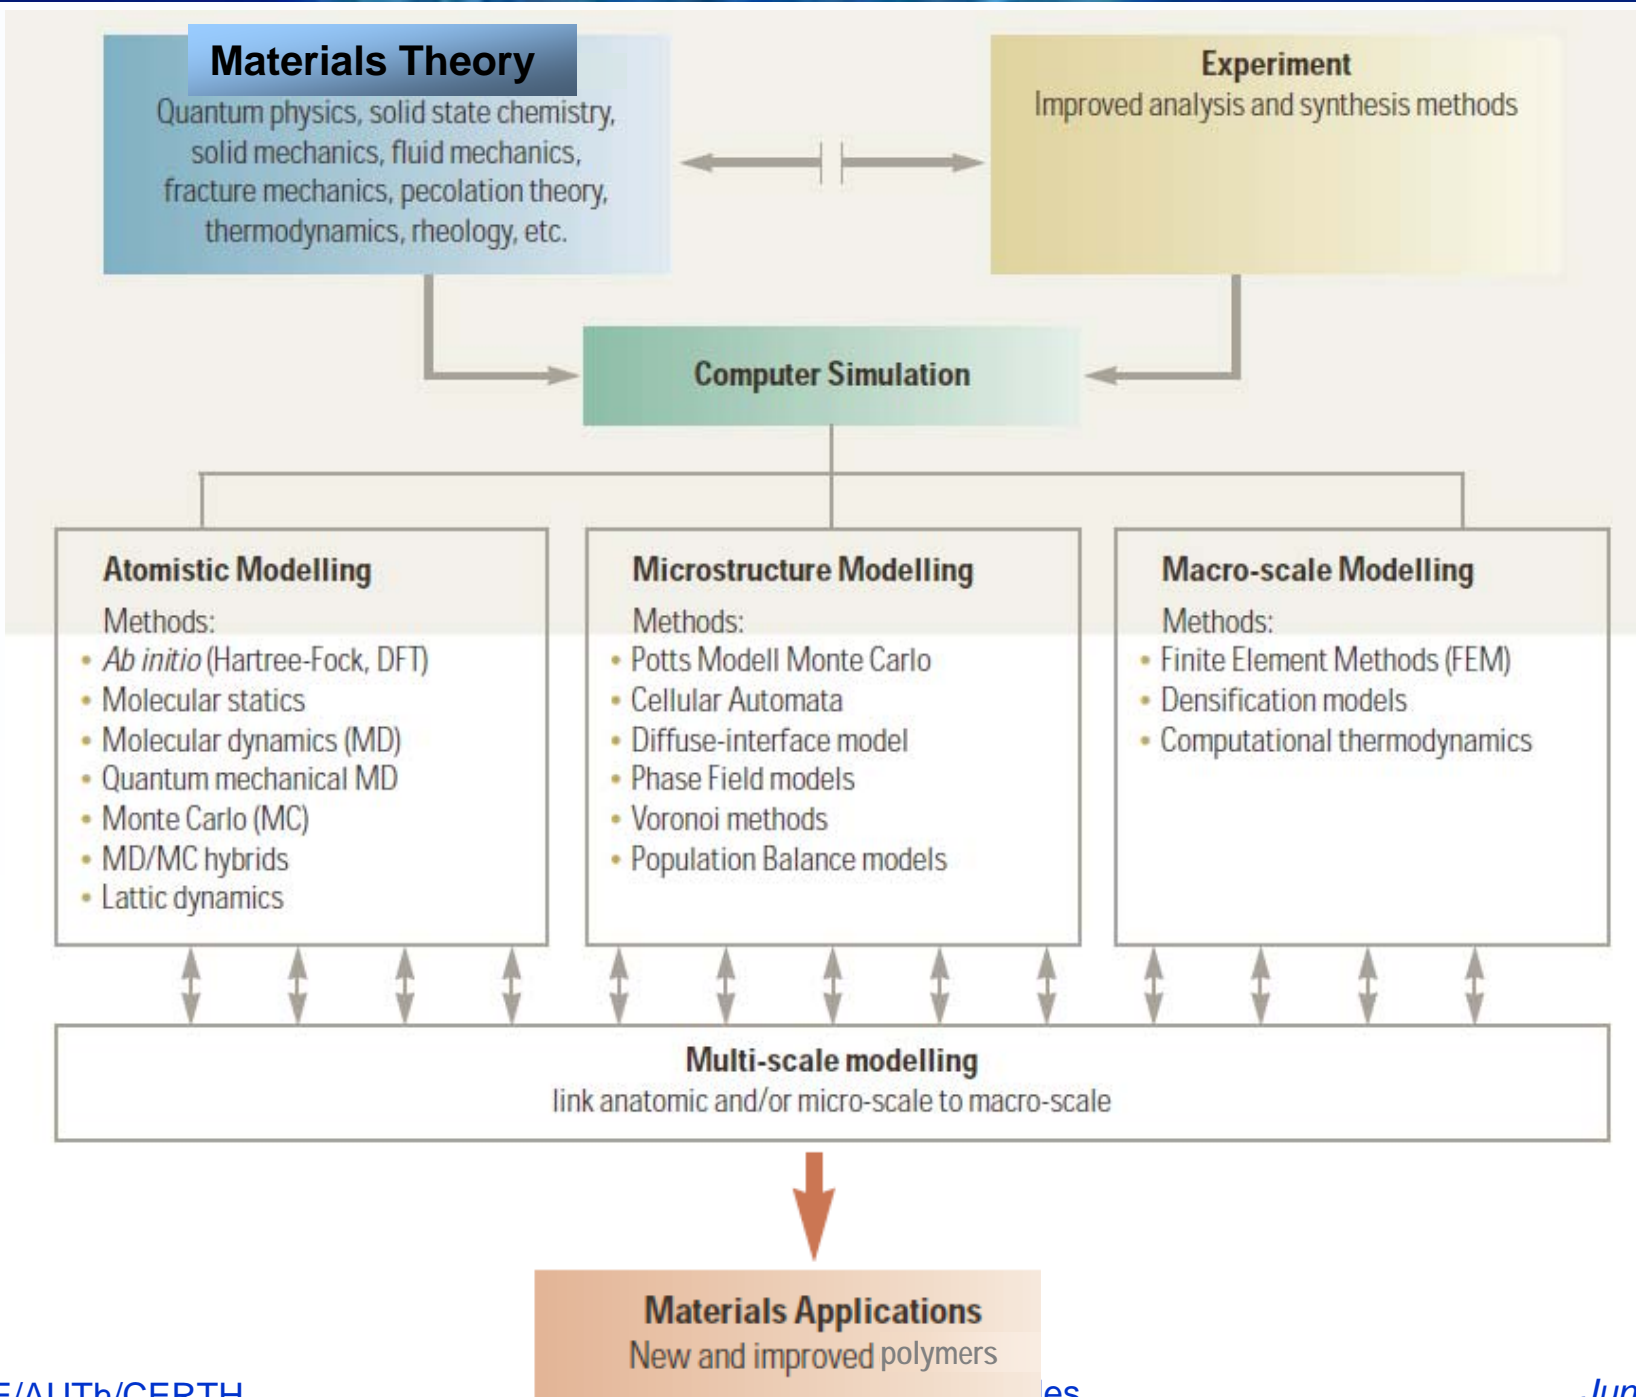 Materials Theory
Quantum physics, solid state chemistry,
solid mechanics, fluid mechanics,
fracture mechanics, pecolation theory,
thermodynamics, rheology, etc.
Experiment
Improved analysis and synthesis methods
Computer Simulation
Atomistic Modelling
Methods:
• Ab initio (Hartree-Fock, DFT)
• Molecular statics
• Molecular dynamics (MD)
• Quantum mechanical MD
• Monte Carlo (MC)
• MD/MC hybrids
• Lattic dynamics
Microstructure Modelling
Methods:
• Potts Modell Monte Carlo
• Cellular Automata
• Diffuse-interface model
• Phase Field models
• Voronoi methods
• Population Balance models
Macro-scale Modelling
Methods:
• Finite Element Methods (FEM)
• Densification models
• Computational thermodynamics
Multi-scale modelling
link anatomic and/or micro-scale to macro-scale
Materials Applications
New and improved polymers
/AUTh/CERTH